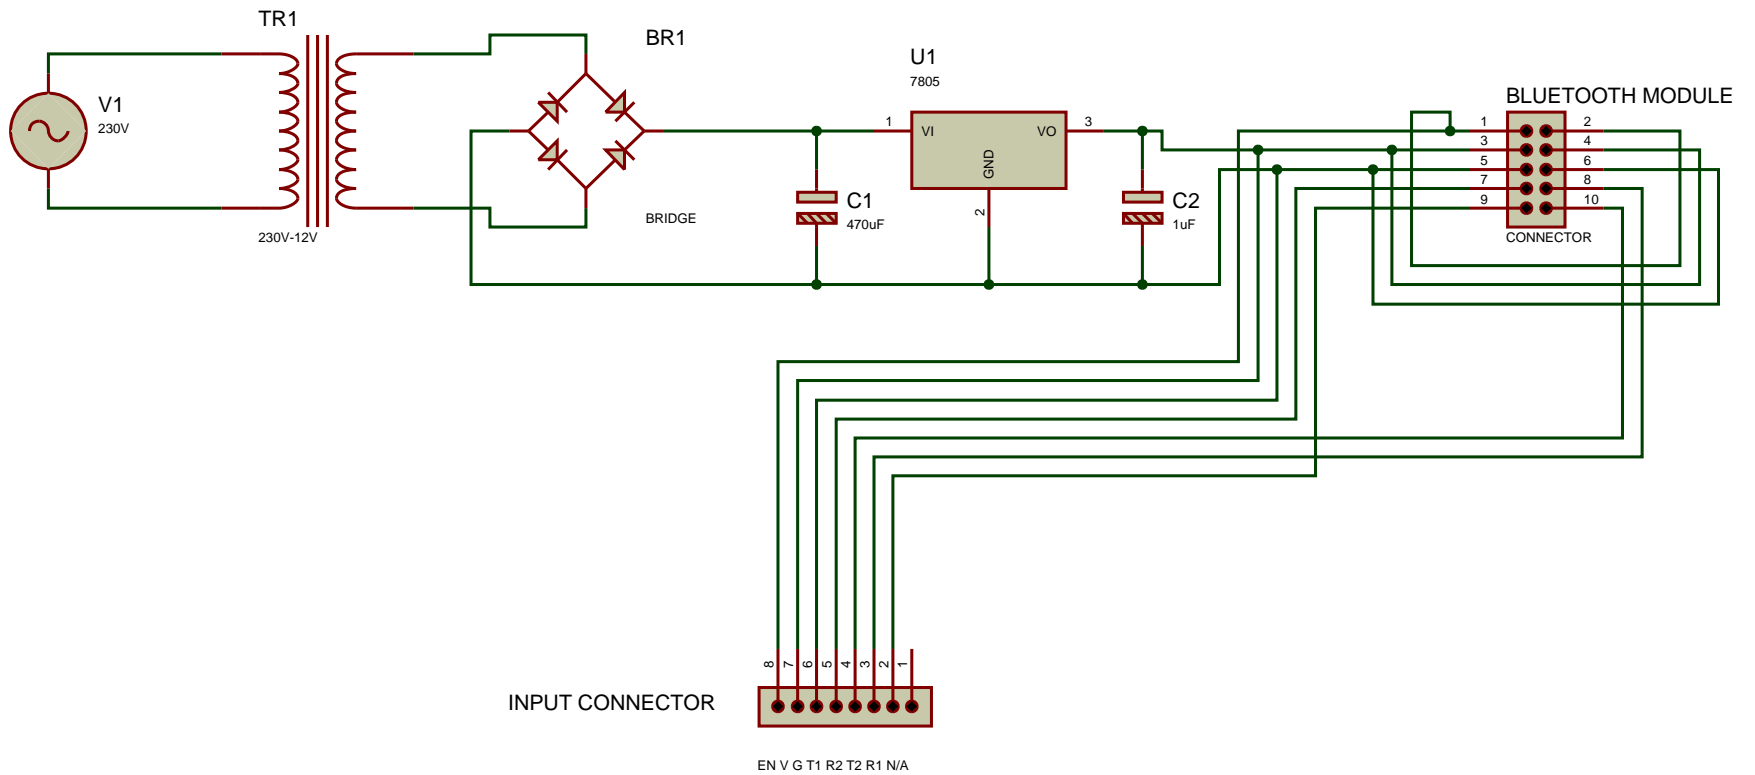 TR1
BR1
U1
7805
V1
230V
BLUETOOTH MODULE
1
VI
VO
3
GND
2
1
2
3
4
5
6
7
8
9
10
C1
470uF
C2
1uF
BRIDGE
230V-12V
CONNECTOR
8
7
6
5
4
3
2
1
INPUT CONNECTOR
EN V G T1 R2 T2 R1 N/A